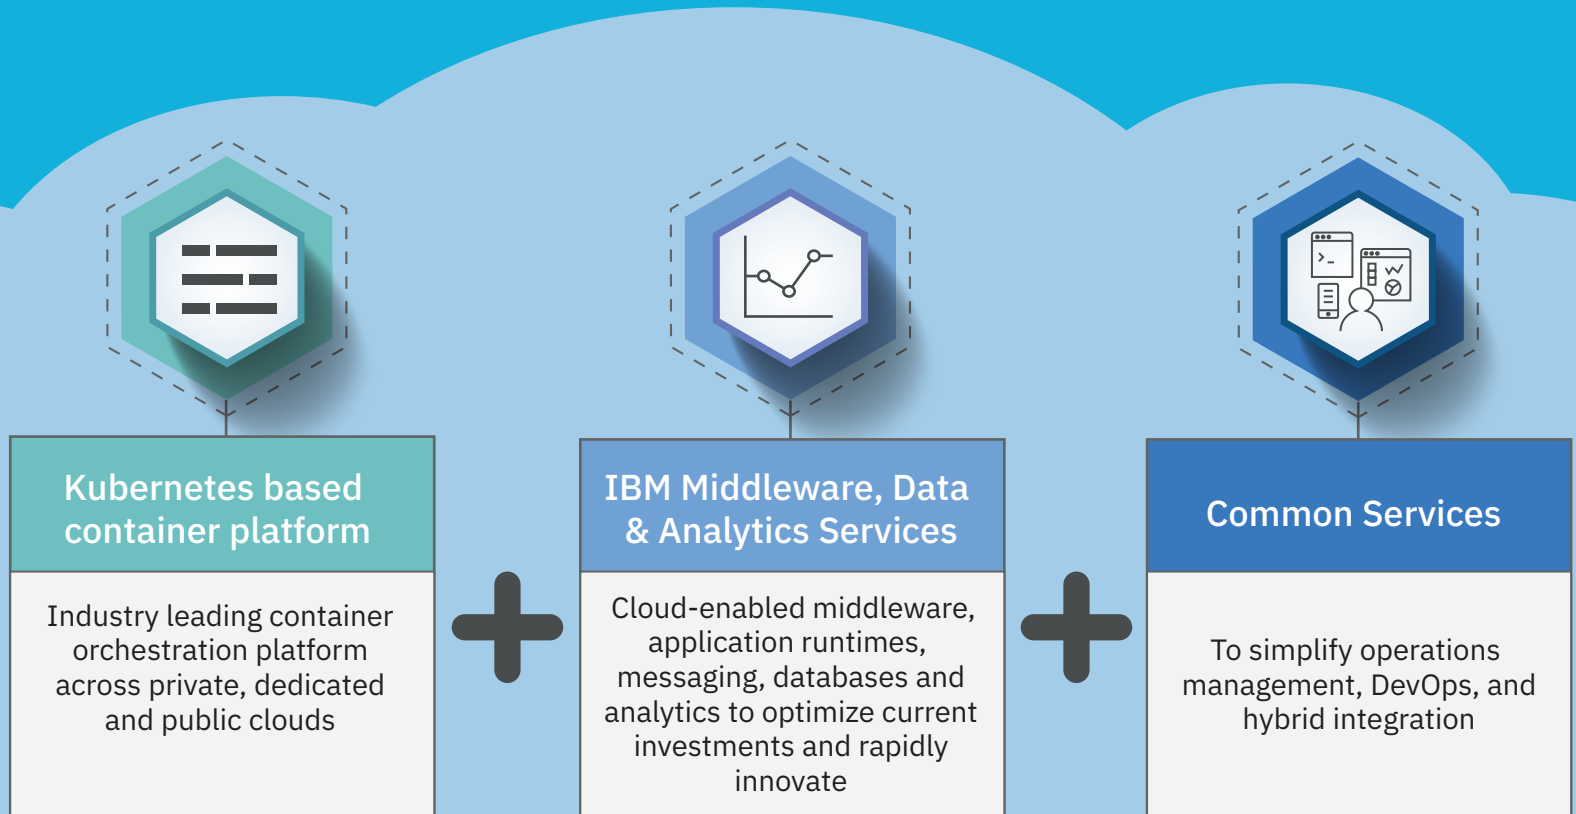 Kubernetes based
container platform
Industry leading container
orchestration platform
across private, dedicated
and public clouds
IBM Middleware, Data
& Analytics Services
Cloud-enabled middleware,
application runtimes,
messaging, databases and
analytics to optimize current
investments and rapidly
innovate
Common Services
To simplify operations
management, DevOps, and
hybrid integration